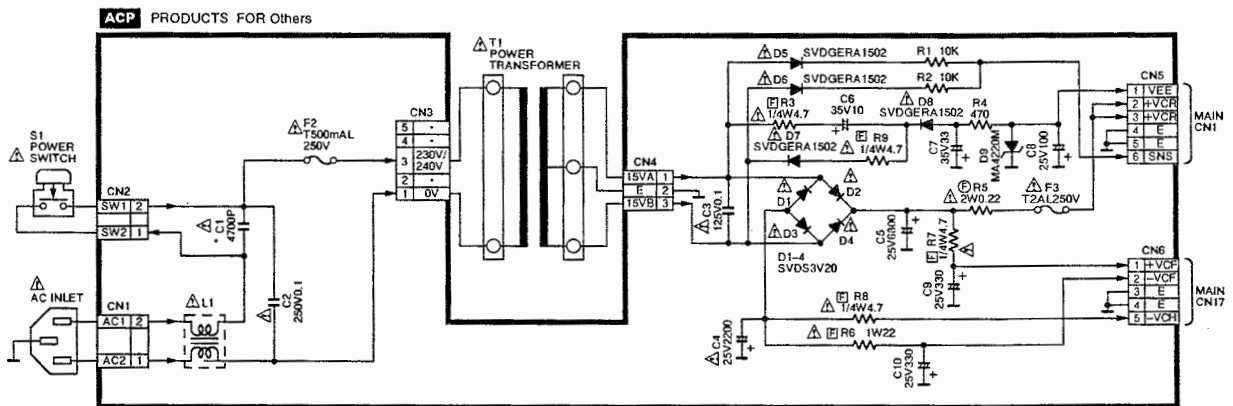 ACP PRODUCTS FOR Others
S1
POWER
SWITCH
AC INLET
CN2
SW1 2
SW2 1
CN1
AC1 2
AC2 1
C1
4700P
L1
C2
250V0.1
F2
T500mAL
250V
CN3
5 -
4 -
3 230V/
240V
2 -
1 0V
T1
POWER
TRANSFORMER
CN4
15VA 1
E 2
15VB 3
C3
125V0.1
D5 SVDGERA1502
R1 10K
D6 SVDGERA1502
R2 10K
F R3
1/4W4.7
C6
35V10
D8
SVDGERA1502
R4
470
D7
SVDGERA1502
F R9
1/4W4.7
C7
35V33
D9
MA4220M
C8
25V100
D1
D2
D3
D4
D1-4
SVDS3V20
C5
25V6800
F R5
2W0.22
F3
T2AL250V
F R7
1/4W4.7
C9
25V330
F R8
1/4W4.7
F R6 1W22
C4
25V2200
C10
25V330
CN5
1 VEE
2 +VCR
3 +VCR
4 E
5 E
6 SNS
MAIN
CN1
CN6
1 +VCF
2 -VCF
3 E
4 E
5 -VCH
MAIN
CN17